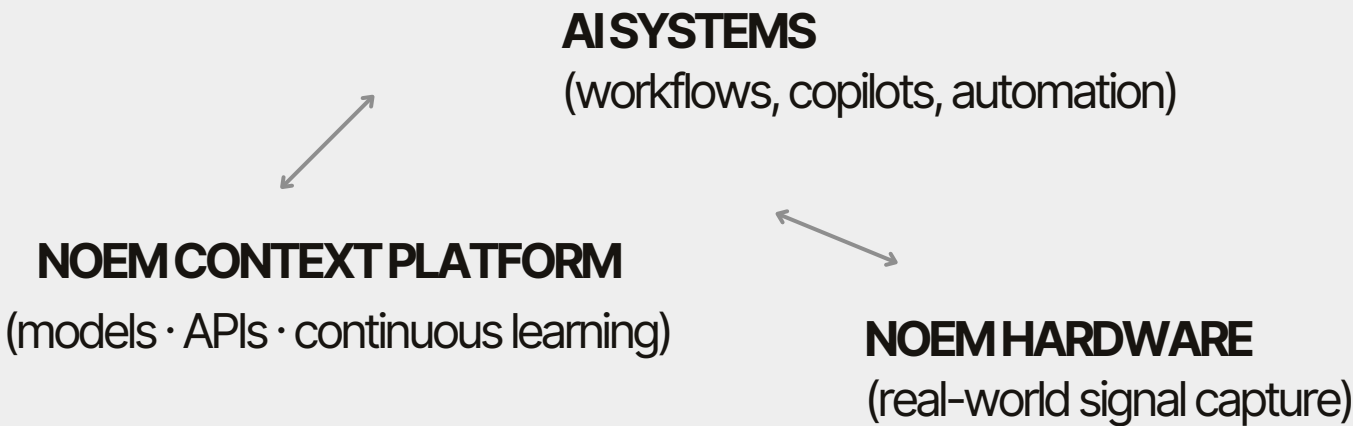 AI SYSTEMS
(workflows, copilots, automation)
NOEM CONTEXT PLATFORM
(models · APIs · continuous learning)
NOEM HARDWARE
(real-world signal capture)